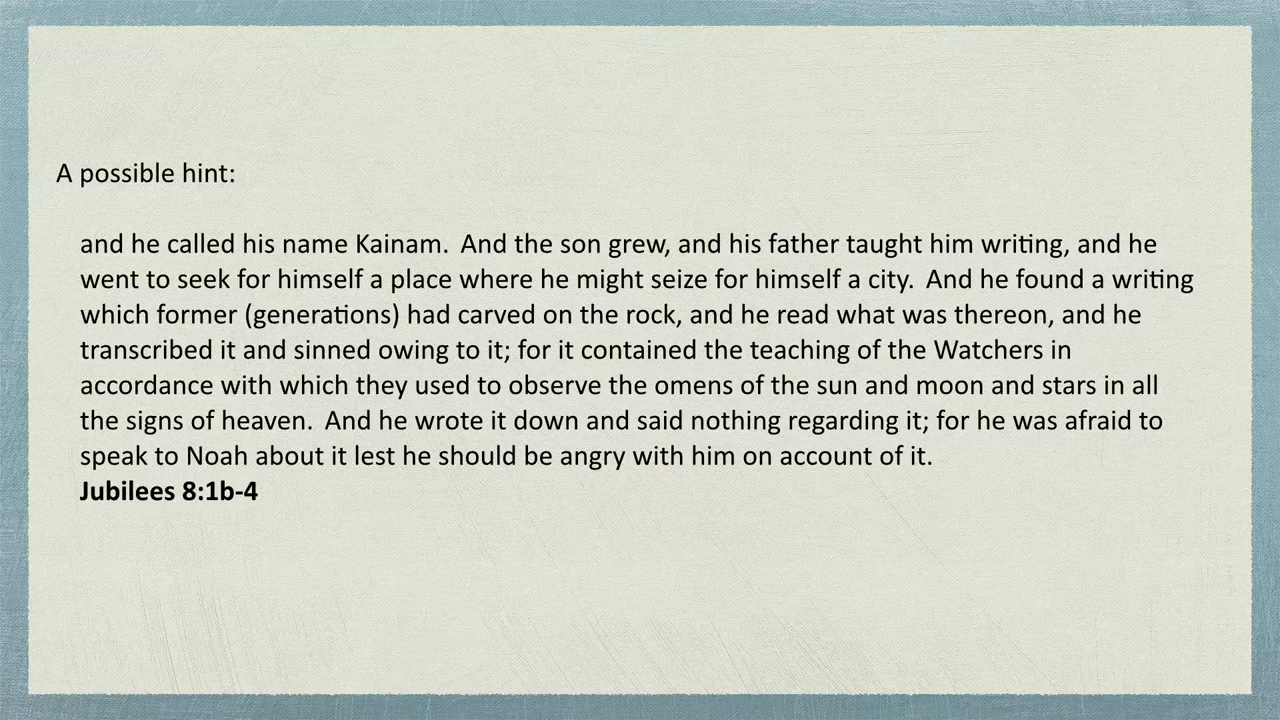 A possible hint:
and he called his name Kainam.  And the son grew, and his father taught him writing, and he
went to seek for himself a place where he might seize for himself a city.  And he found a writing
which former (generations) had carved on the rock, and he read what was thereon, and he
transcribed it and sinned owing to it; for it contained the teaching of the Watchers in
accordance with which they used to observe the omens of the sun and moon and stars in all
the signs of heaven.  And he wrote it down and said nothing regarding it; for he was afraid to
speak to Noah about it lest he should be angry with him on account of it.
Jubilees 8:1b-4